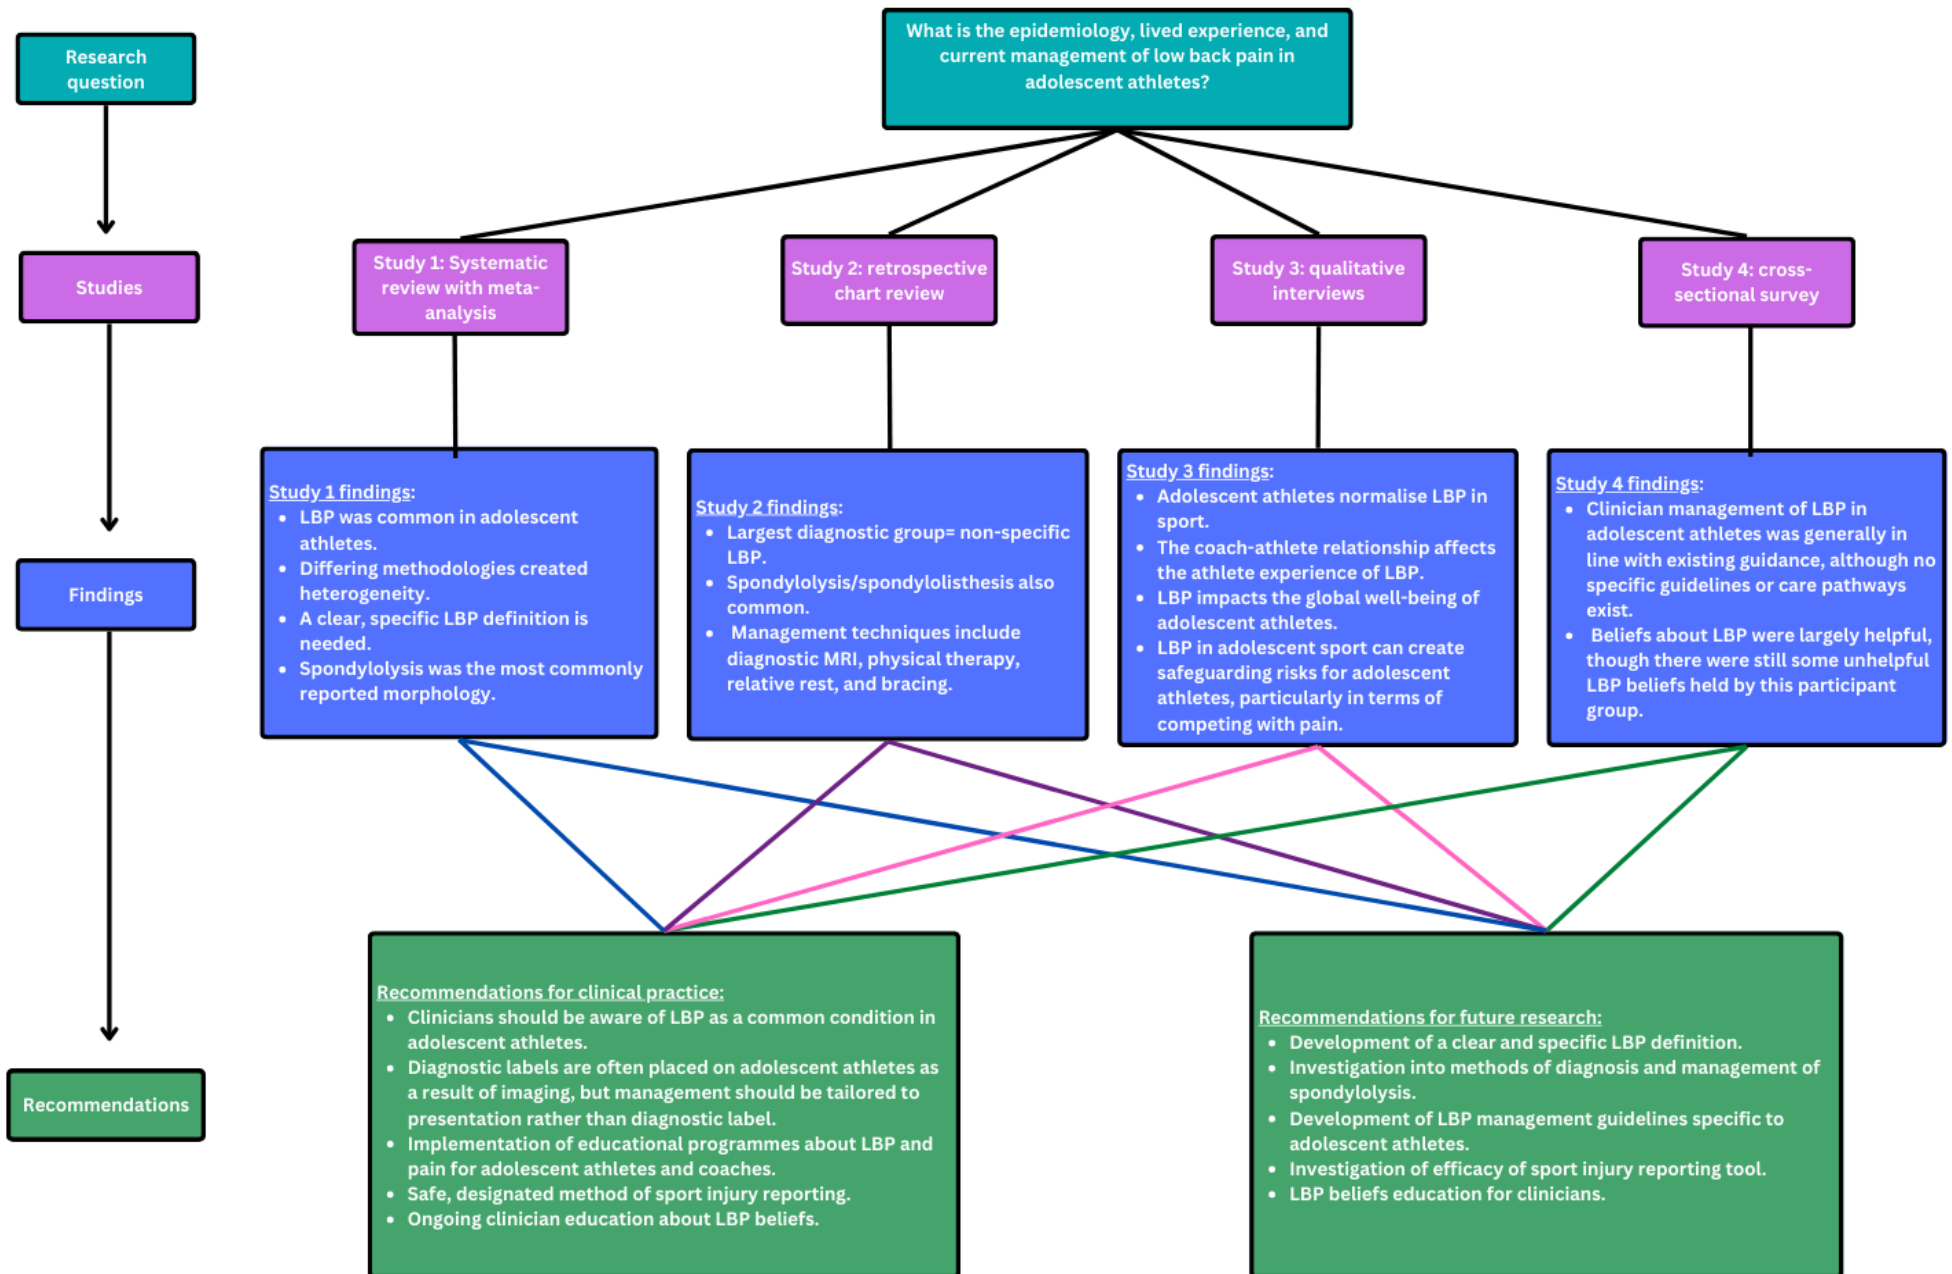 What is the epidemiology, lived experience, and
current management of low back pain in
adolescent athletes?
Research
question
Studies
Study 1: Systematic
review with meta-
analysis
Study 2: retrospective
chart review
Study 3: qualitative
interviews
Study 4: cross-
sectional survey
Findings
Study 1 findings:
• LBP was common in adolescent
athletes.
• Differing methodologies created
heterogeneity.
• A clear, specific LBP definition is
needed.
• Spondylolysis was the most commonly
reported morphology.
Study 2 findings:
• Largest diagnostic group= non-specific
LBP.
• Spondylolysis/spondylolisthesis also
common.
• Management techniques include
diagnostic MRI, physical therapy,
relative rest, and bracing.
Study 3 findings:
• Adolescent athletes normalise LBP in
sport.
• The coach-athlete relationship affects
the athlete experience of LBP.
• LBP impacts the global well-being of
adolescent athletes.
• LBP in adolescent sport can create
safeguarding risks for adolescent
athletes, particularly in terms of
competing with pain.
Study 4 findings:
• Clinician management of LBP in
adolescent athletes was generally in
line with existing guidance, although no
specific guidelines or care pathways
exist.
• Beliefs about LBP were largely helpful,
though there were still some unhelpful
LBP beliefs held by this participant
group.
Recommendations
Recommendations for clinical practice:
• Clinicians should be aware of LBP as a common condition in
adolescent athletes.
• Diagnostic labels are often placed on adolescent athletes as
a result of imaging, but management should be tailored to
presentation rather than diagnostic label.
• Implementation of educational programmes about LBP and
pain for adolescent athletes and coaches.
• Safe, designated method of sport injury reporting.
• Ongoing clinician education about LBP beliefs.
Recommendations for future research:
• Development of a clear and specific LBP definition.
• Investigation into methods of diagnosis and management of
spondylolysis.
• Development of LBP management guidelines specific to
adolescent athletes.
• Investigation of efficacy of sport injury reporting tool.
• LBP beliefs education for clinicians.